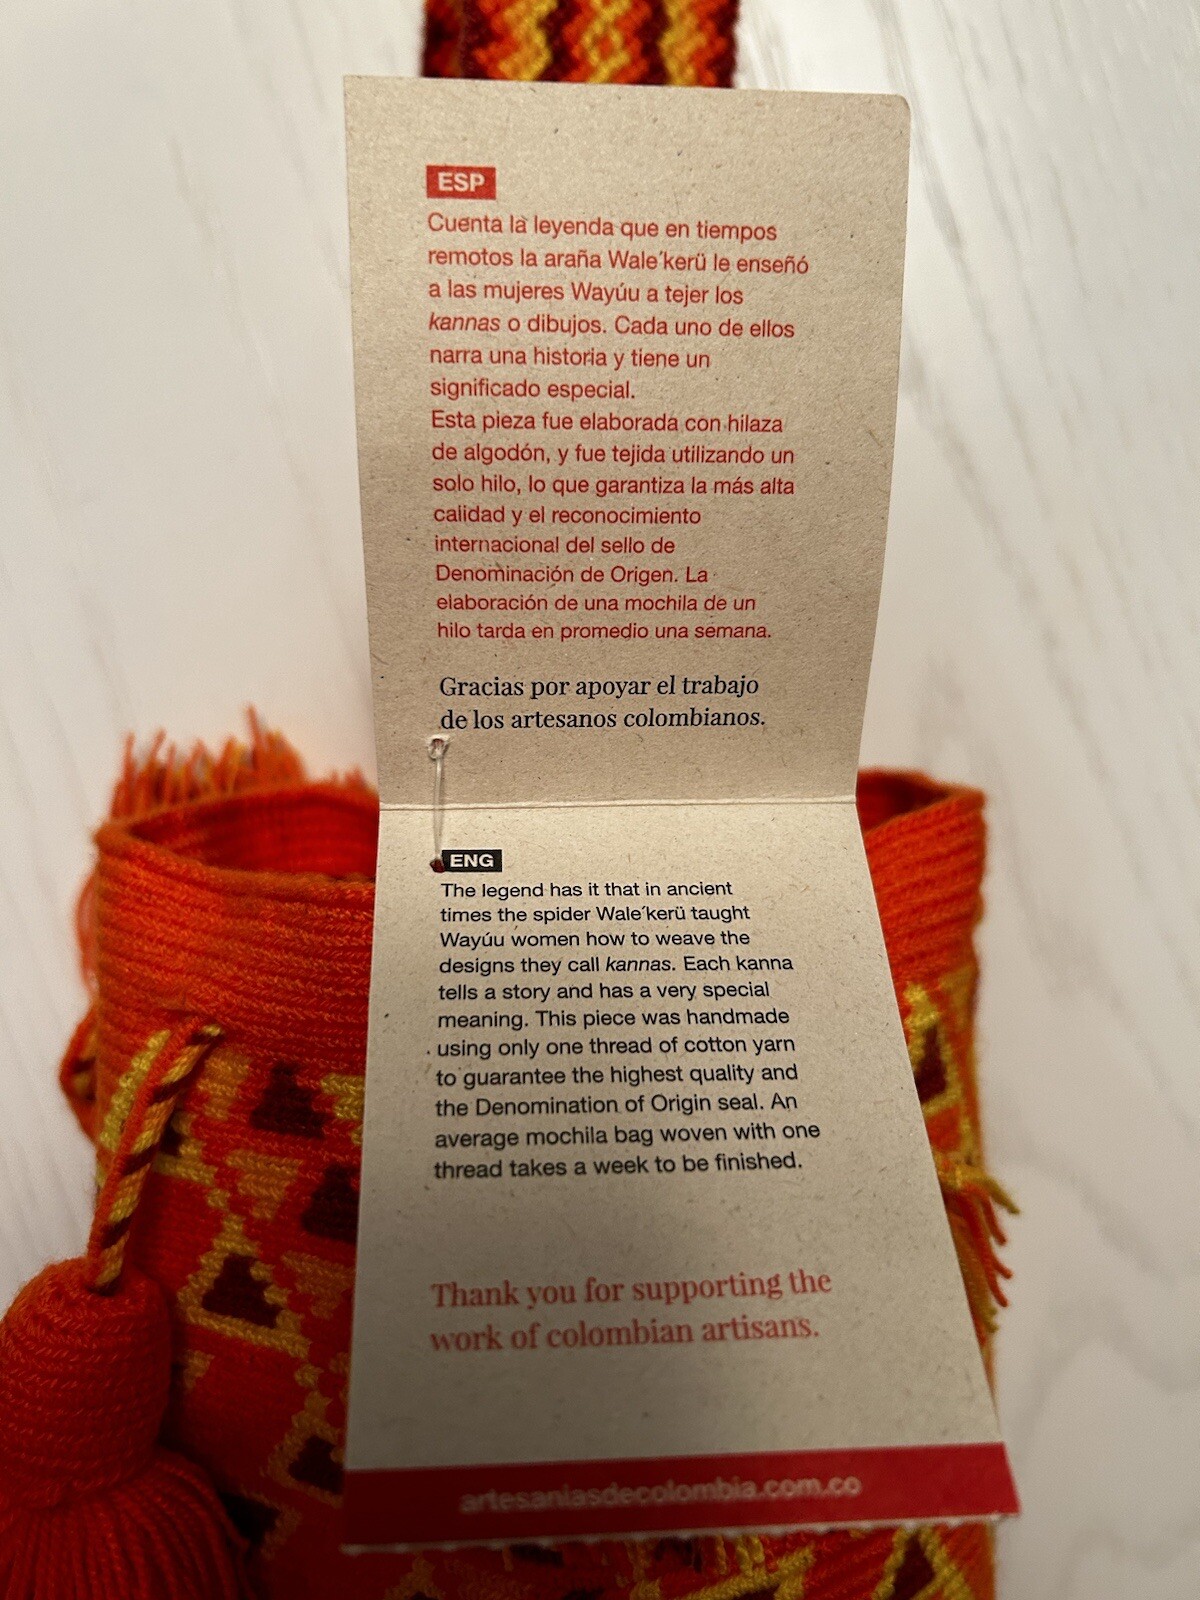 ESP
Cuenta la leyenda que en tiempos
remotos la araña Wale´kerü le enseñó
a las mujeres Wayúu a tejer los
kannas o dibujos. Cada uno de ellos
narra una historia y tiene un
significado especial.
Esta pieza fue elaborada con hilaza
de algodón, y fue tejida utilizando un
solo hilo, lo que garantiza la más alta
calidad y el reconocimiento
internacional del sello de
Denominación de Origen. La
elaboración de una mochila de un
hilo tarda en promedio una semana.
Gracias por apoyar el trabajo
de los artesanos colombianos.
ENG
The legend has it that in ancient
times the spider Wale´kerü taught
Wayúu women how to weave the
designs they call kannas. Each kanna
tells a story and has a very special
meaning. This piece was handmade
using only one thread of cotton yarn
to guarantee the highest quality and
the Denomination of Origin seal. An
average mochila bag woven with one
thread takes a week to be finished.
Thank you for supporting the
work of colombian artisans.
artesaniasdecolombia.com.co